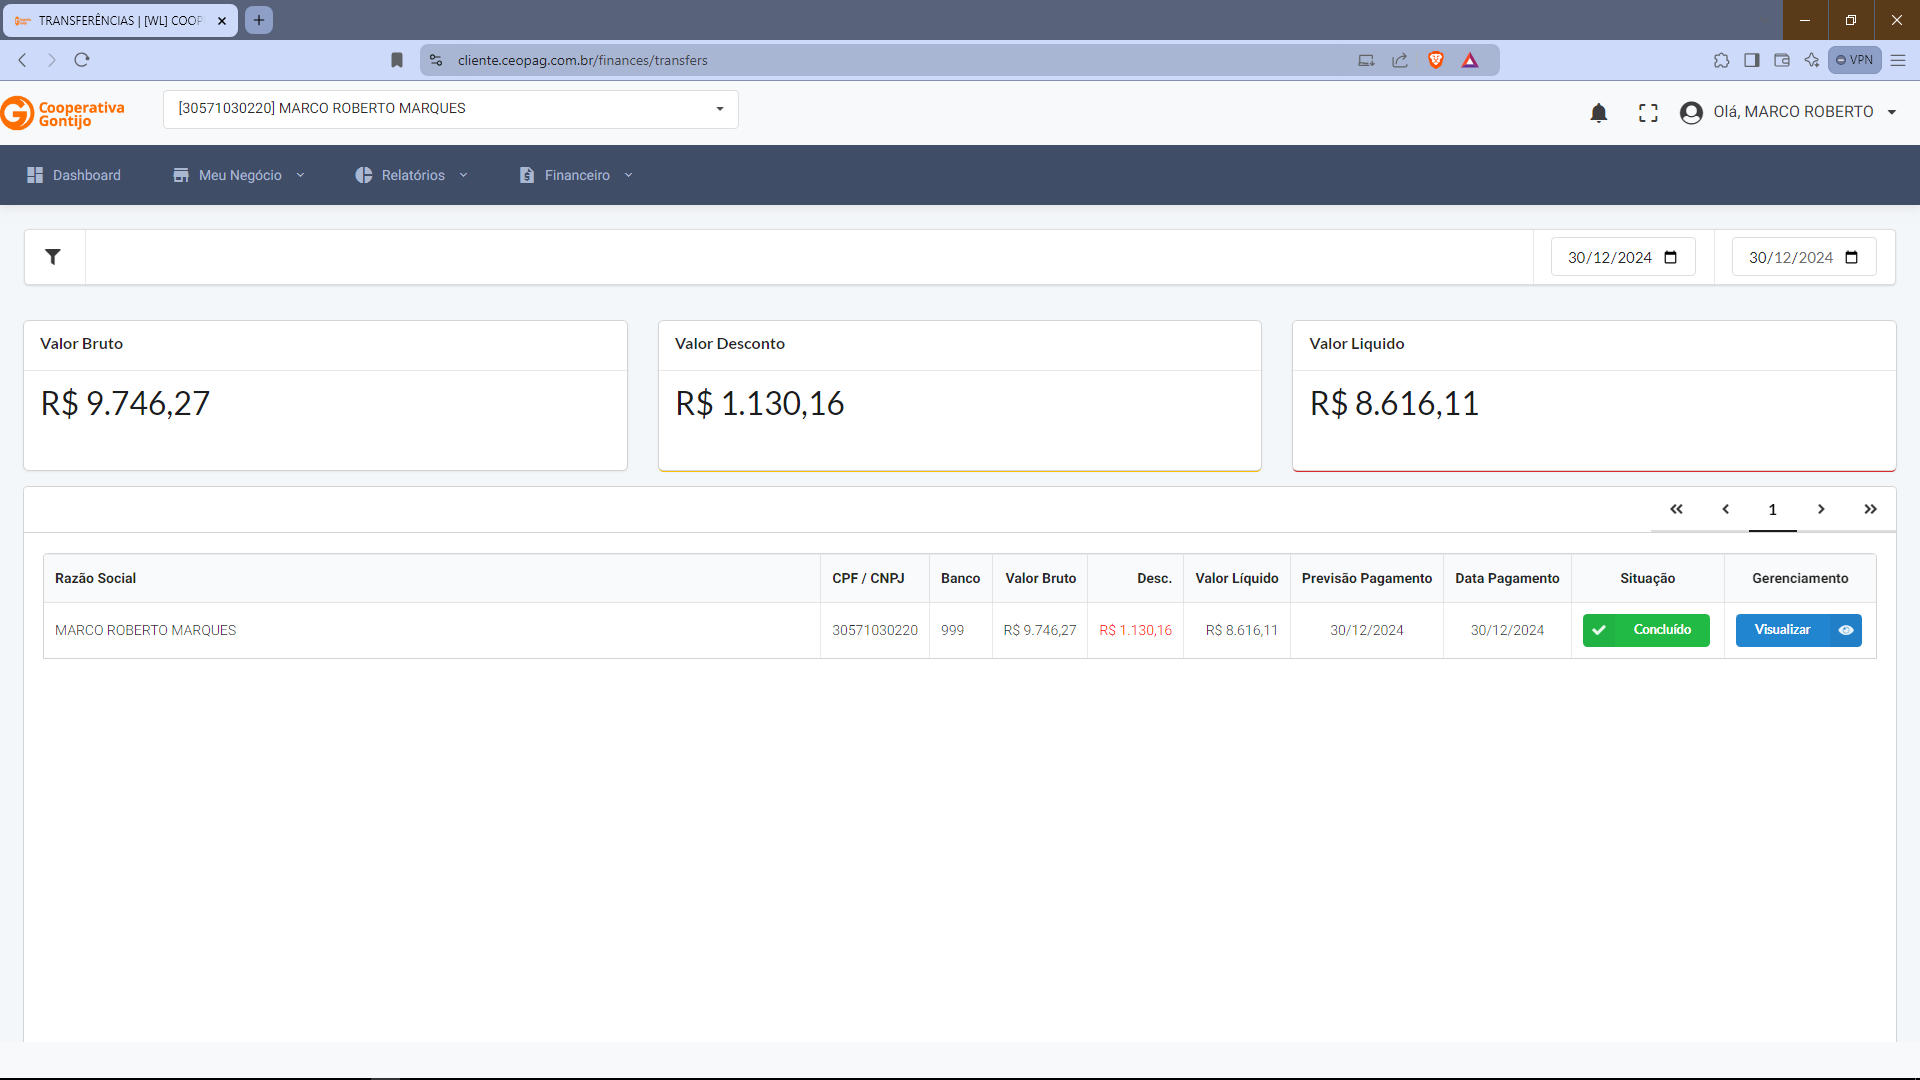 TRANSFERÊNCIAS | [WL] COOP
cliente.ceopag.com.br/finances/transfers
VPN
Cooperativa
Gontijo
[30571030220] MARCO ROBERTO MARQUES
Olá, MARCO ROBERTO
Dashboard
Meu Negócio
Relatórios
Financeiro
30/12/2024
30/12/2024
Valor Bruto
R$ 9.746,27
Valor Desconto
R$ 1.130,16
Valor Liquido
R$ 8.616,11
1
Razão Social CPF / CNPJ Banco Valor Bruto Desc. Valor Líquido Previsão Pagamento Data Pagamento Situação Gerenciamento
MARCO ROBERTO MARQUES 30571030220 999 R$ 9.746,27 R$ 1.130,16 R$ 8.616,11 30/12/2024 30/12/2024 Concluído Visualizar